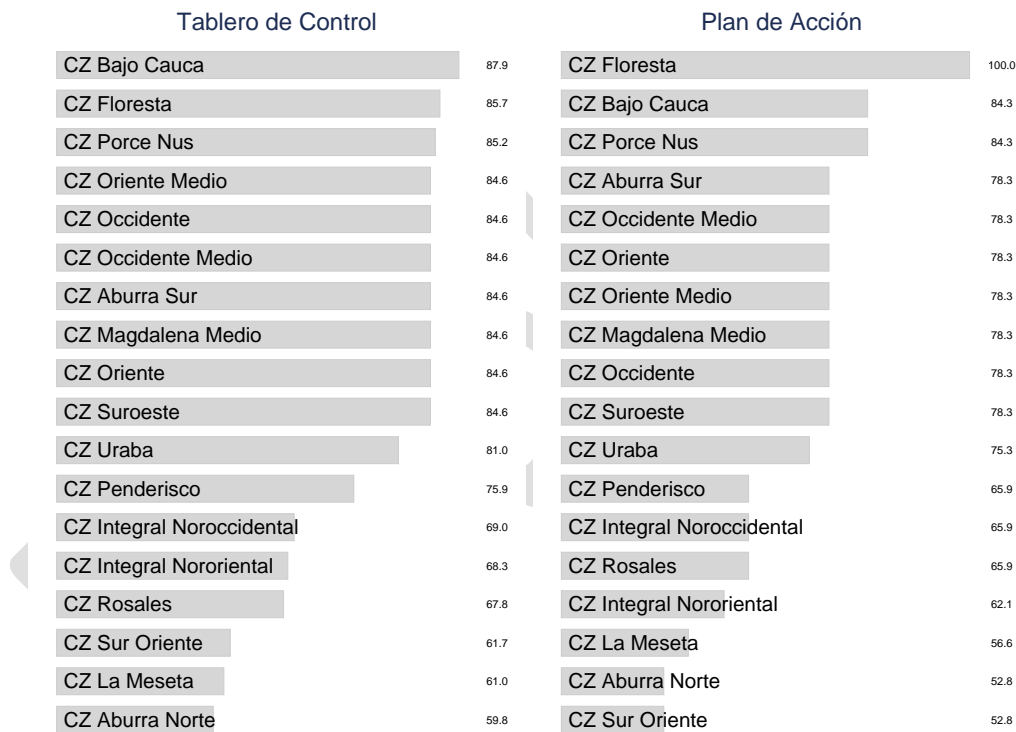 Tablero de Control
CZ Bajo Cauca 87.9
CZ Floresta 85.7
CZ Porce Nus 85.2
CZ Oriente Medio 84.6
CZ Occidente 84.6
CZ Occidente Medio 84.6
CZ Aburra Sur 84.6
CZ Magdalena Medio 84.6
CZ Oriente 84.6
CZ Suroeste 84.6
CZ Uraba 81.0
CZ Penderisco 75.9
CZ Integral Noroccidental 69.0
CZ Integral Nororiental 68.3
CZ Rosales 67.8
CZ Sur Oriente 61.7
CZ La Meseta 61.0
CZ Aburra Norte 59.8
Plan de Acción
CZ Floresta 100.0
CZ Bajo Cauca 84.3
CZ Porce Nus 84.3
CZ Aburra Sur 78.3
CZ Occidente Medio 78.3
CZ Oriente 78.3
CZ Oriente Medio 78.3
CZ Magdalena Medio 78.3
CZ Occidente 78.3
CZ Suroeste 78.3
CZ Uraba 75.3
CZ Penderisco 65.9
CZ Integral Noroccidental 65.9
CZ Rosales 65.9
CZ Integral Nororiental 62.1
CZ La Meseta 56.6
CZ Aburra Norte 52.8
CZ Sur Oriente 52.8